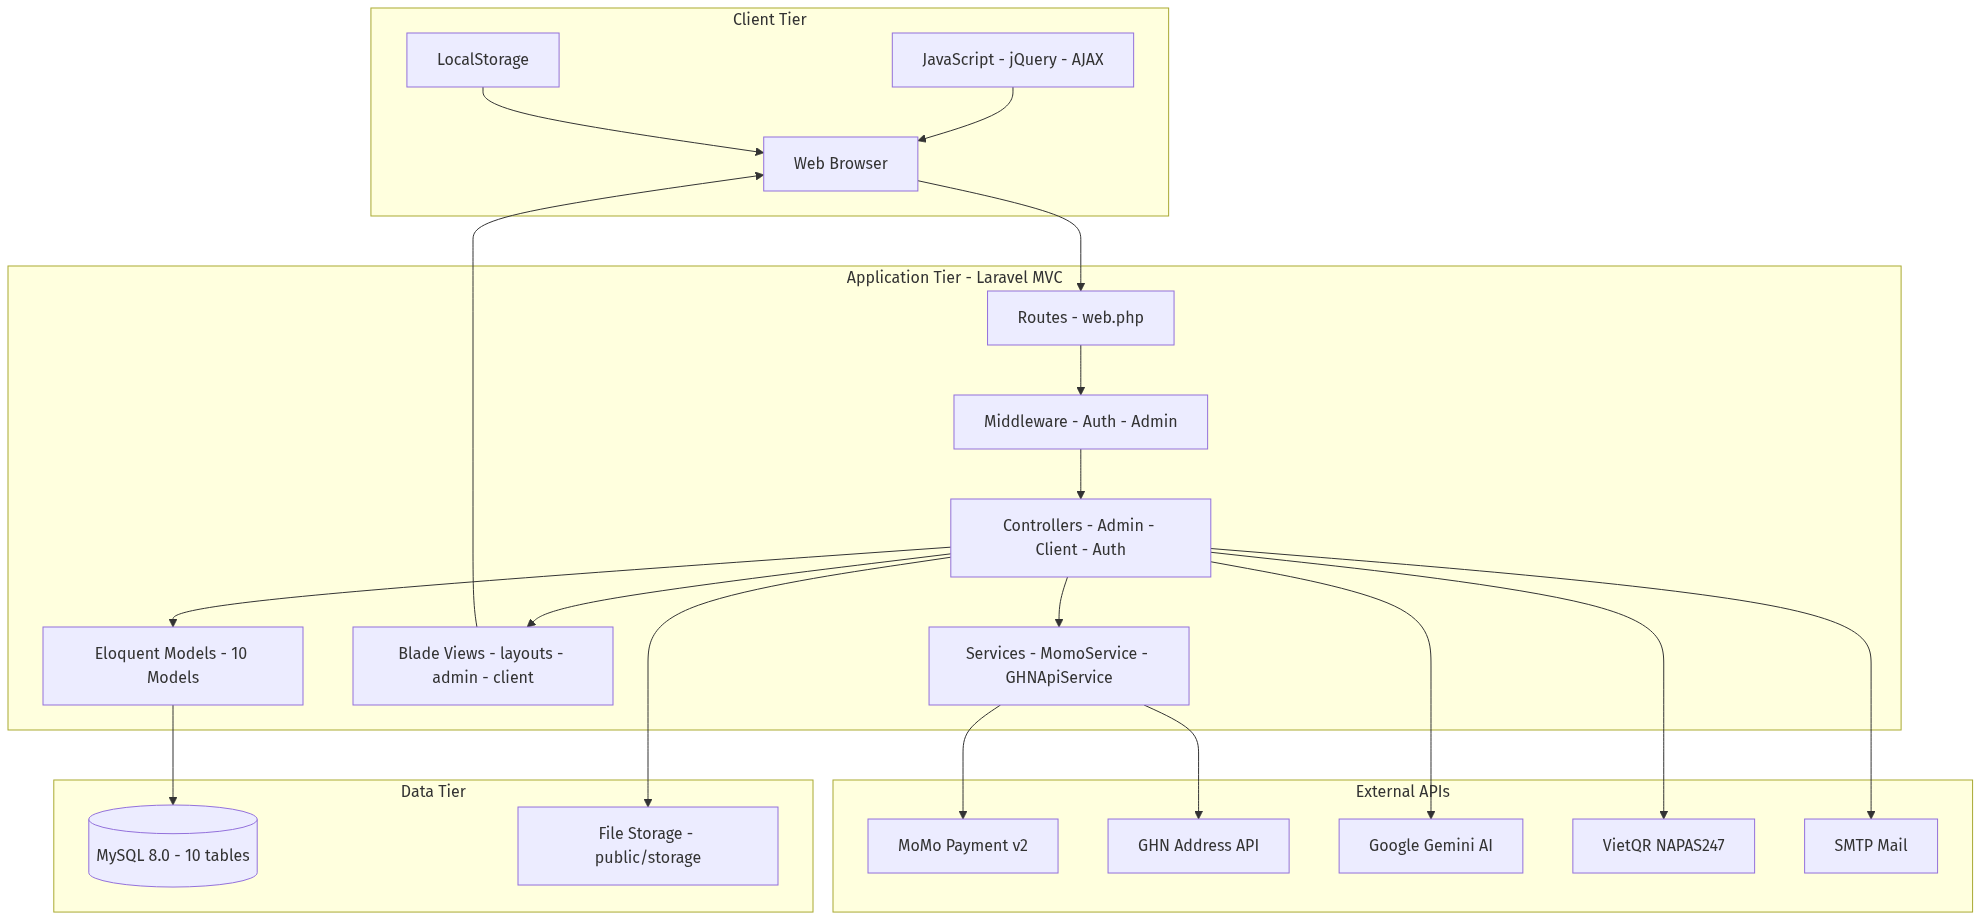 Client Tier
LocalStorage
JavaScript - jQuery - AJAX
Web Browser
Application Tier - Laravel MVC
Routes - web.php
Middleware - Auth - Admin
Controllers - Admin -
Client - Auth
Eloquent Models - 10
Models
Blade Views - layouts -
admin - client
Services - MomoService -
GHNApiService
Data Tier
MySQL 8.0 - 10 tables
File Storage -
public/storage
External APIs
MoMo Payment v2
GHN Address API
Google Gemini AI
VietQR NAPAS247
SMTP Mail